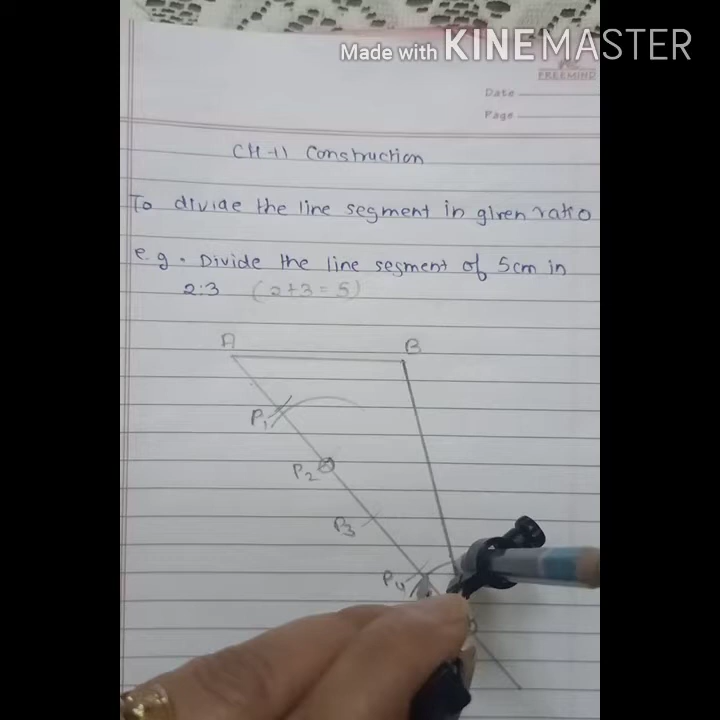 Made with KINEMASTER
FREEMIND
Date
Page
CH-11 Construction
To divide the line segment in given ratio
e.g. Divide the line segment of 5cm in
2:3 (2+3=5)
A B
P1
P2
P3
P4